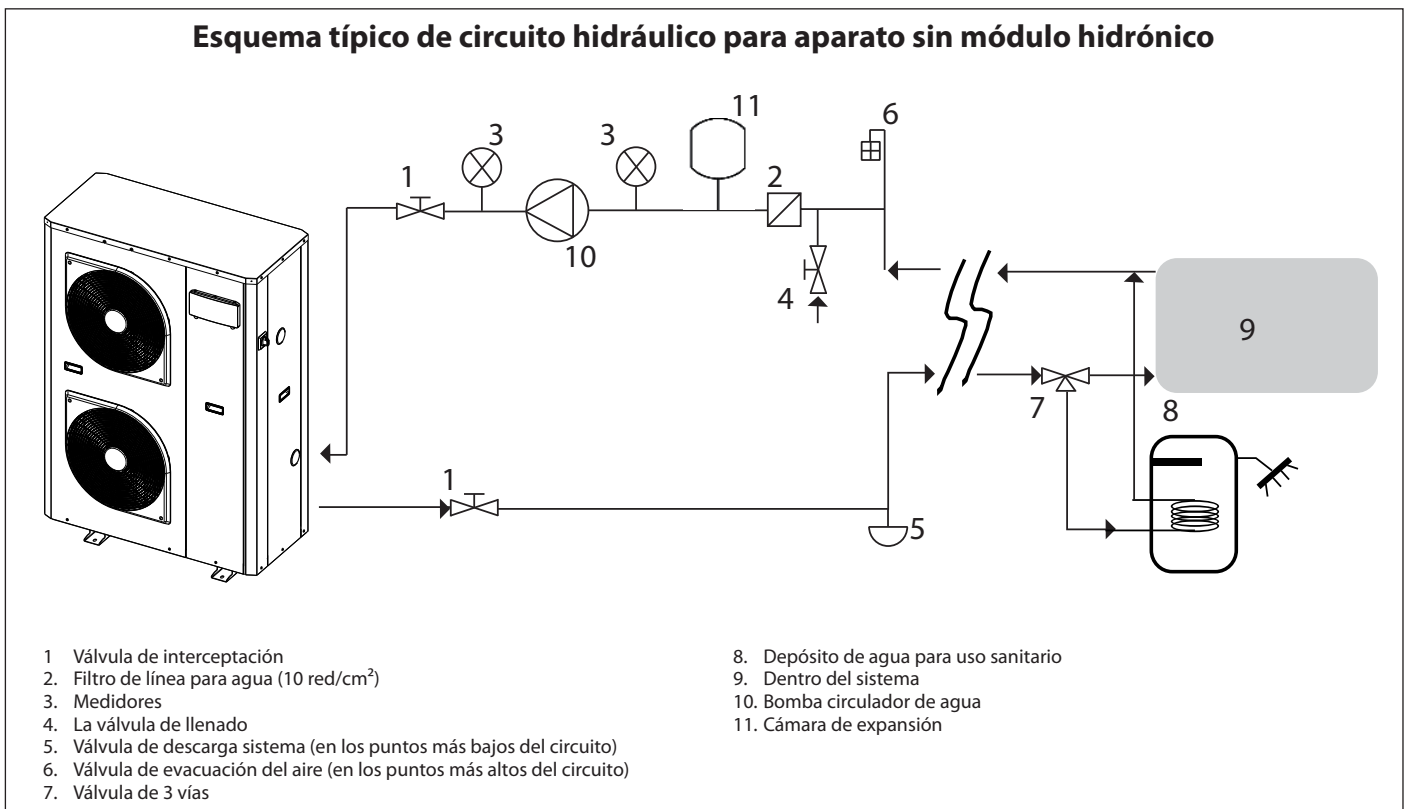 Esquema típico de circuito hidráulico para aparato sin módulo hidrónico
11
3
3
6
1
2
10
4
9
7
8
1
5
1 Válvula de interceptación
2. Filtro de línea para agua (10 red/cm²)
3. Medidores
4. La válvula de llenado
5. Válvula de descarga sistema (en los puntos más bajos del circuito)
6. Válvula de evacuación del aire (en los puntos más altos del circuito)
7. Válvula de 3 vías
8. Depósito de agua para uso sanitario
9. Dentro del sistema
10. Bomba circulador de agua
11. Cámara de expansión